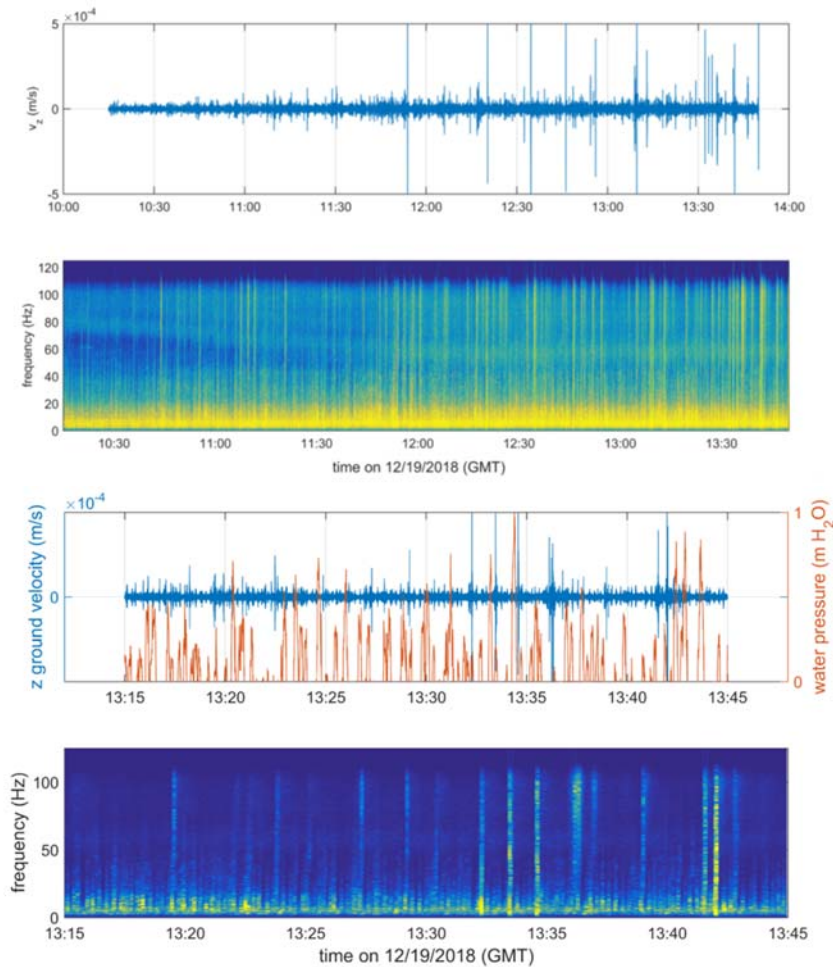 ×10-4
5
0
-5
vz (m/s)
10:00 10:30 11:00 11:30 12:00 12:30 13:00 13:30 14:00
120
100
80
60
40
20
0
frequency (Hz)
10:30 11:00 11:30 12:00 12:30 13:00 13:30
time on 12/19/2018 (GMT)
×10-4
z ground velocity (m/s)
0
1
0
water pressure (m H2O)
13:15 13:20 13:25 13:30 13:35 13:40 13:45
100
50
0
frequency (Hz)
13:15 13:20 13:25 13:30 13:35 13:40 13:45
time on 12/19/2018 (GMT)